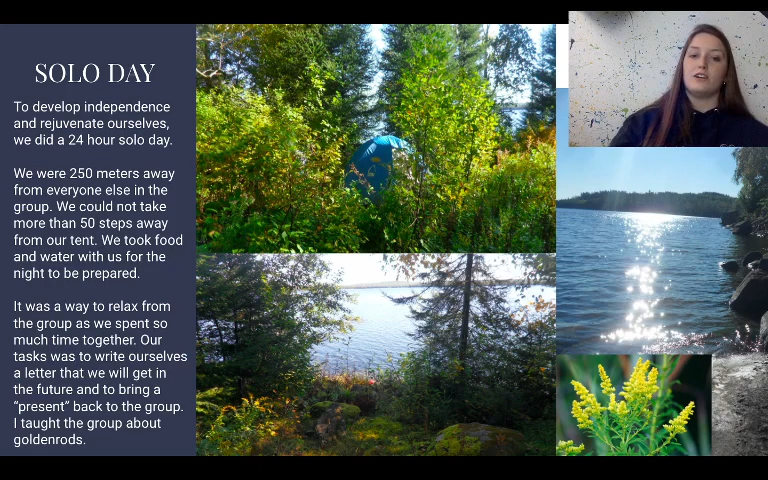 SOLO DAY
To develop independence
and rejuvenate ourselves,
we did a 24 hour solo day.
We were 250 meters away
from everyone else in the
group. We could not take
more than 50 steps away
from our tent. We took food
and water with us for the
night to be prepared.
It was a way to relax from
the group as we spent so
much time together. Our
tasks was to write ourselves
a letter that we will get in
the future and to bring a
“present” back to the group.
I taught the group about
goldenrods.